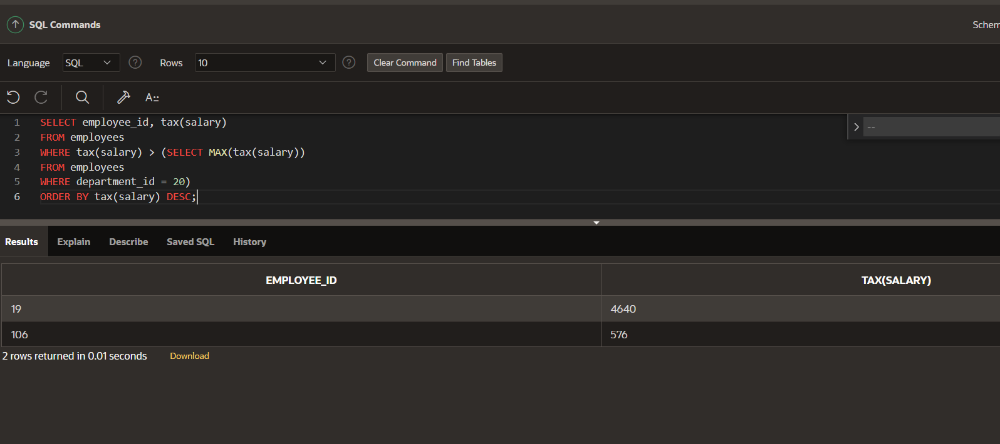 SQL Commands
Schem
Language SQL ? Rows 10 ? Clear Command Find Tables
A::
1 SELECT employee_id, tax(salary)
2 FROM employees
3 WHERE tax(salary) > (SELECT MAX(tax(salary))
4 FROM employees
5 WHERE department_id = 20)
6 ORDER BY tax(salary) DESC;
--
Results Explain Describe Saved SQL History
EMPLOYEE_ID TAX(SALARY)
19 4640
106 576
2 rows returned in 0.01 seconds Download